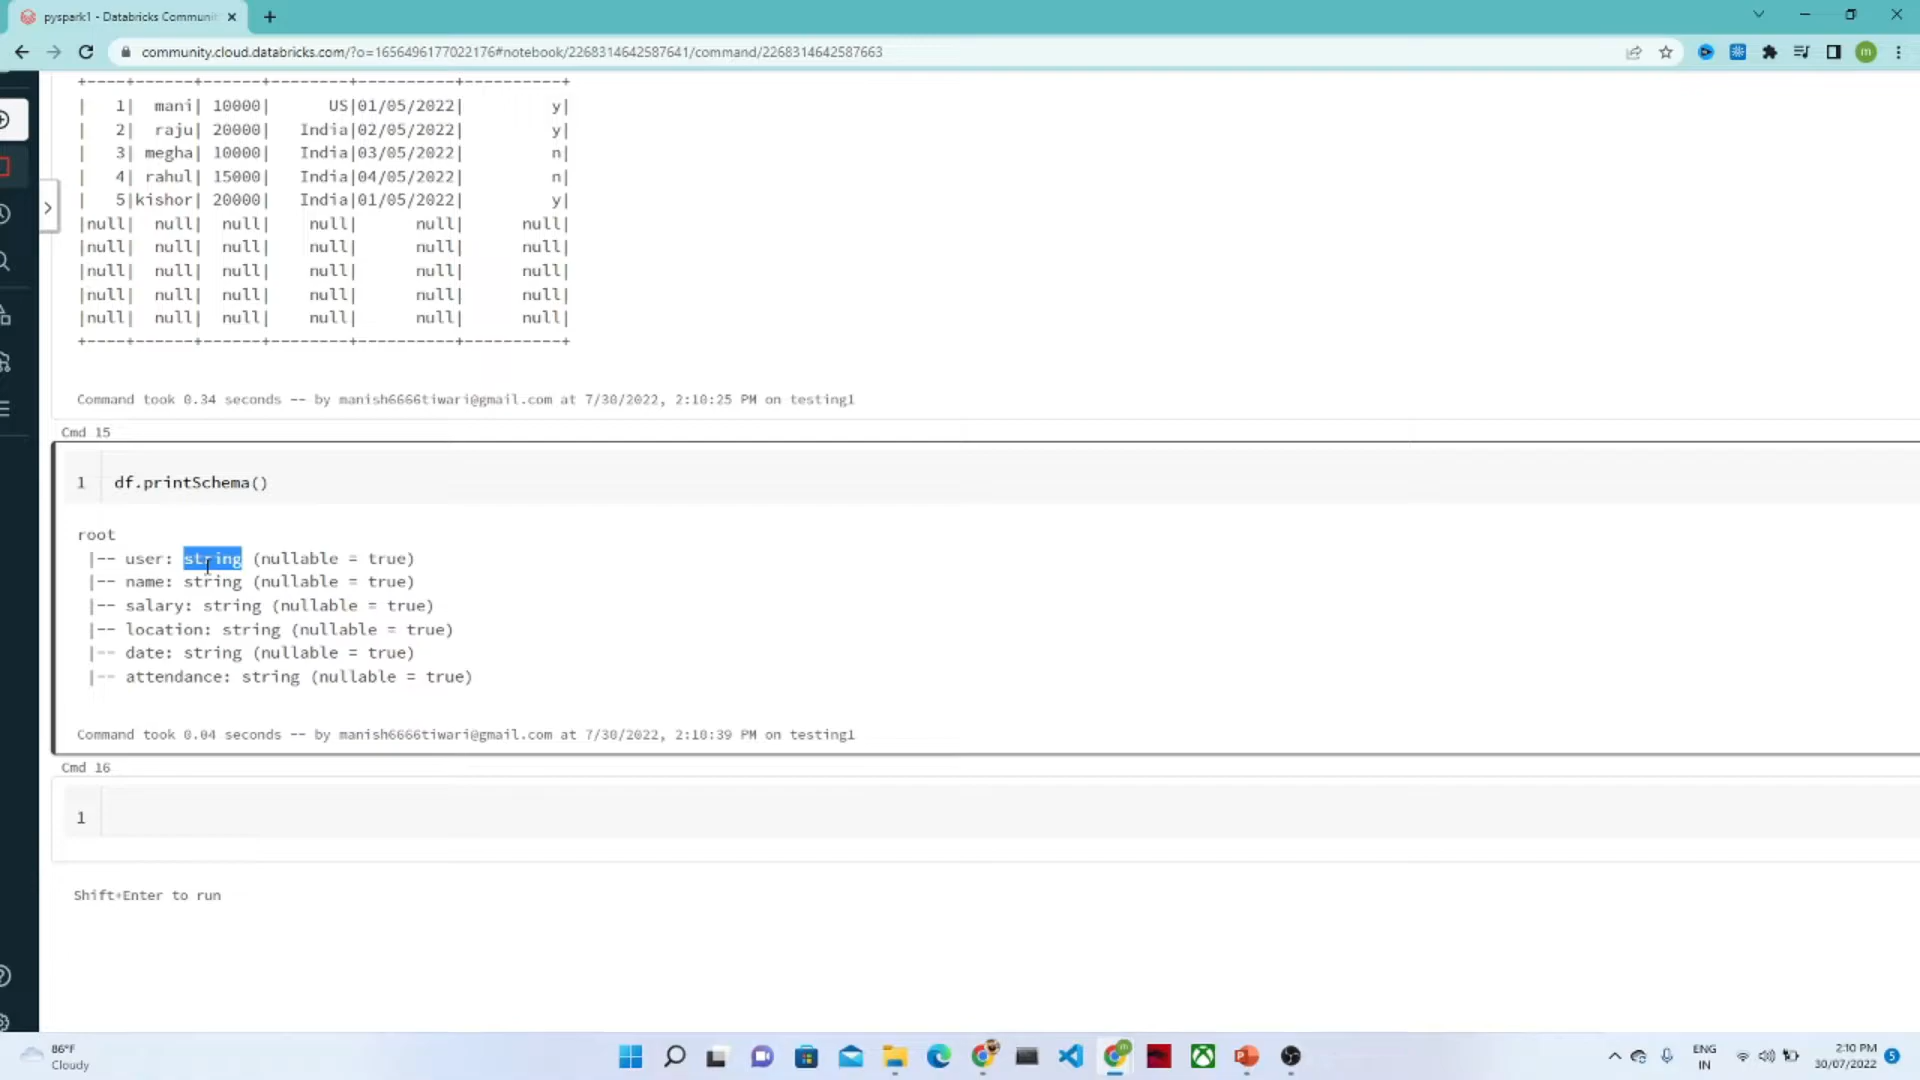 pyspark1 - Databricks Communi
community.cloud.databricks.com/?o=1656496177022176#notebook/2268314642587641/command/2268314642587663
m
+----+------+------+--------+----------+----------+
|   1|  mani| 10000|      US|01/05/2022|         y|
|   2|  raju| 20000|   India|02/05/2022|         y|
|   3| megha| 10000|   India|03/05/2022|         n|
|   4| rahul| 15000|   India|04/05/2022|         n|
|   5|kishor| 20000|   India|01/05/2022|         y|
|null|  null|  null|    null|      null|      null|
|null|  null|  null|    null|      null|      null|
|null|  null|  null|    null|      null|      null|
|null|  null|  null|    null|      null|      null|
|null|  null|  null|    null|      null|      null|
+----+------+------+--------+----------+----------+
Command took 0.34 seconds -- by manish6666tiwari@gmail.com at 7/30/2022, 2:10:25 PM on testing1
Cmd 15
1 df.printSchema()
root
|-- user: string (nullable = true)
|-- name: string (nullable = true)
|-- salary: string (nullable = true)
|-- location: string (nullable = true)
|-- date: string (nullable = true)
|-- attendance: string (nullable = true)
Command took 0.04 seconds -- by manish6666tiwari@gmail.com at 7/30/2022, 2:10:39 PM on testing1
Cmd 16
1
Shift+Enter to run
86°F
Cloudy
ENG
IN
2:10 PM
30/07/2022
5